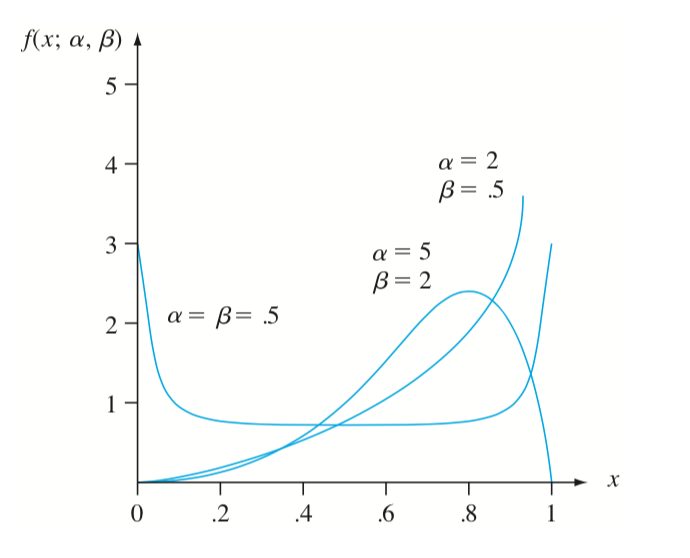 f(x; α, β)
5
4
3
2
1
α = 2
β = .5
α = 5
β = 2
α = β = .5
x
0 .2 .4 .6 .8 1